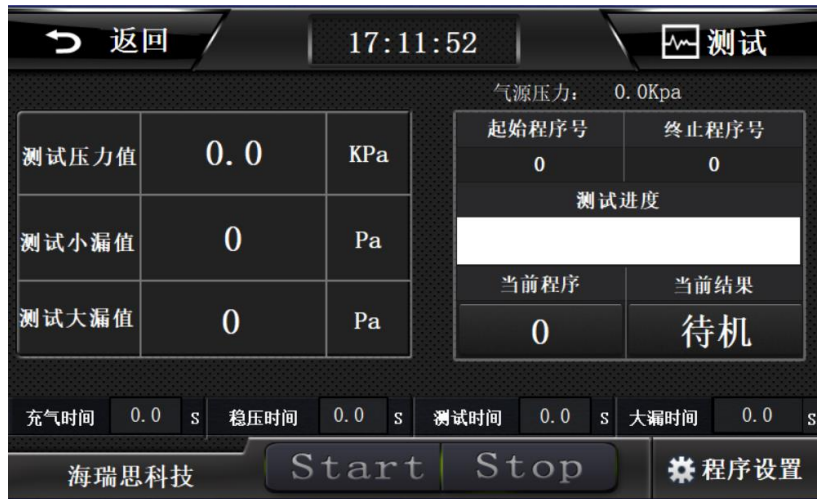 返回 17:11:52 测试
气源压力: 0.0Kpa
测试压力值 0.0 KPa
起始程序号 终止程序号
0 0
测试进度
测试小漏值 0 Pa
当前程序 当前结果
测试大漏值 0 Pa
0 待机
充气时间 0.0 S 稳压时间 0.0 S 测试时间 0.0 S 大漏时间 0.0 S
海瑞思科技 Start Stop 程序设置